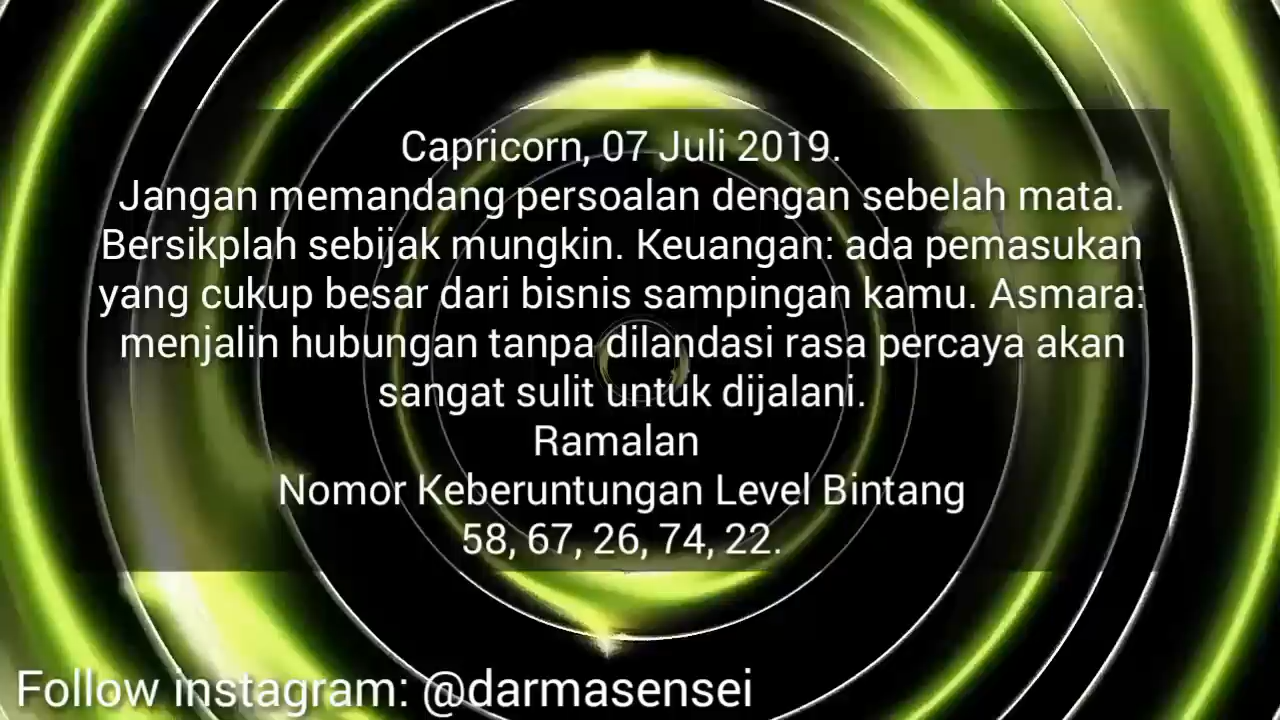 Capricorn, 07 Juli 2019.
Jangan memandang persoalan dengan sebelah mata.
Bersikplah sebijak mungkin. Keuangan: ada pemasukan
yang cukup besar dari bisnis sampingan kamu. Asmara:
menjalin hubungan tanpa dilandasi rasa percaya akan
sangat sulit untuk dijalani.
Ramalan
Nomor Keberuntungan Level Bintang
58, 67, 26, 74, 22.
Follow instagram: @darmasensei